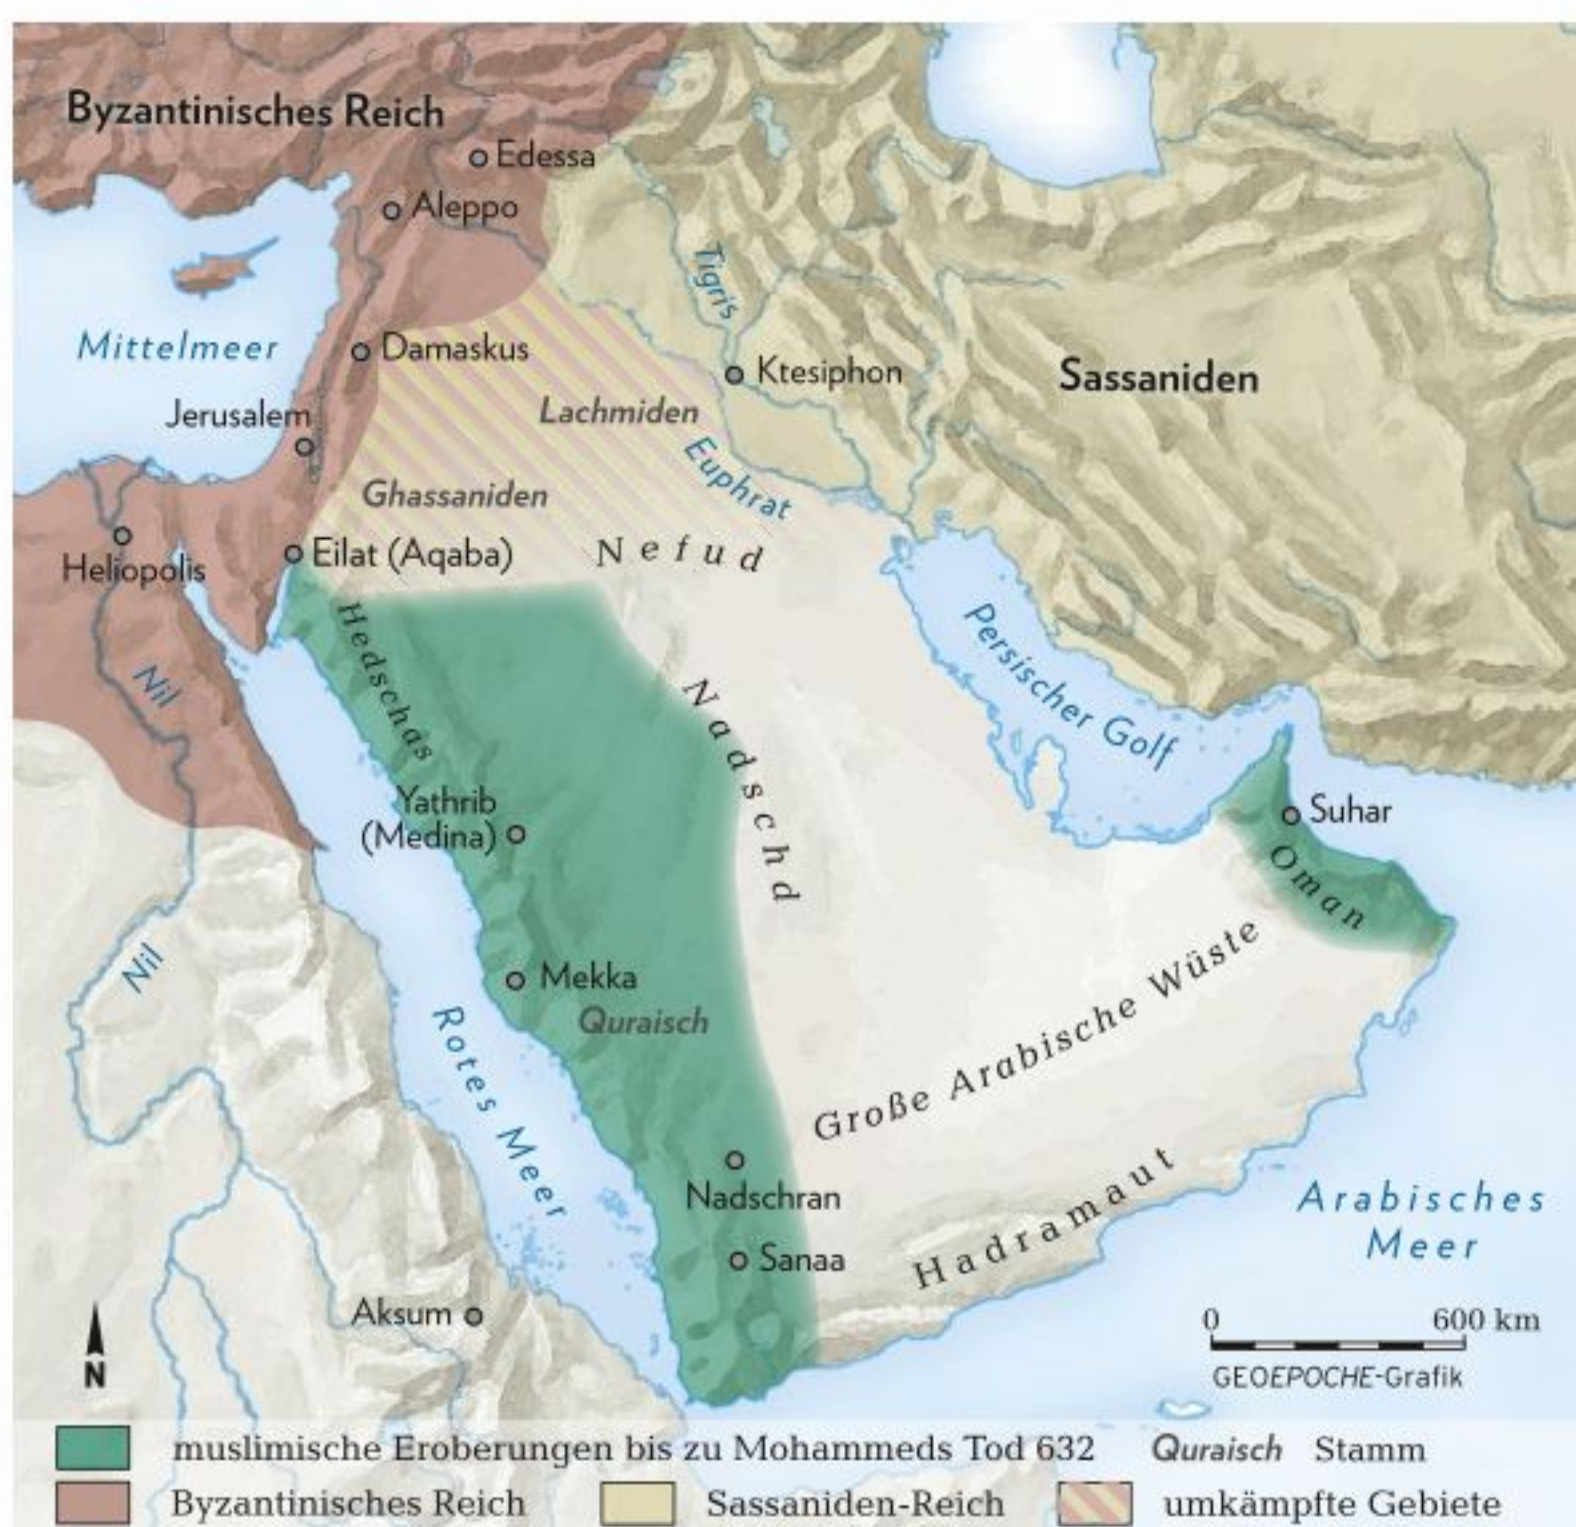 Byzantinisches Reich
Edessa
Aleppo
Tigris
Mittelmeer
Damaskus
Ktesiphon
Sassaniden
Lachmiden
Jerusalem
Euphrat
Ghassaniden
Nefud
Eilat (Aqaba)
Heliopolis
Hedschas
Persischer Golf
Nil
Nadschd
Yathrib
(Medina)
Suhar
Oman
Nil
Mekka
Quraisch
Große Arabische Wüste
Rotes Meer
Nadschran
Hadramaut
Arabisches
Meer
Sanaa
Aksum
N
0 600 km
GEOEPOCHE-Grafik
muslimische Eroberungen bis zu Mohammeds Tod 632 Quraisch Stamm
Byzantinisches Reich Sassaniden-Reich umkämpfte Gebiete